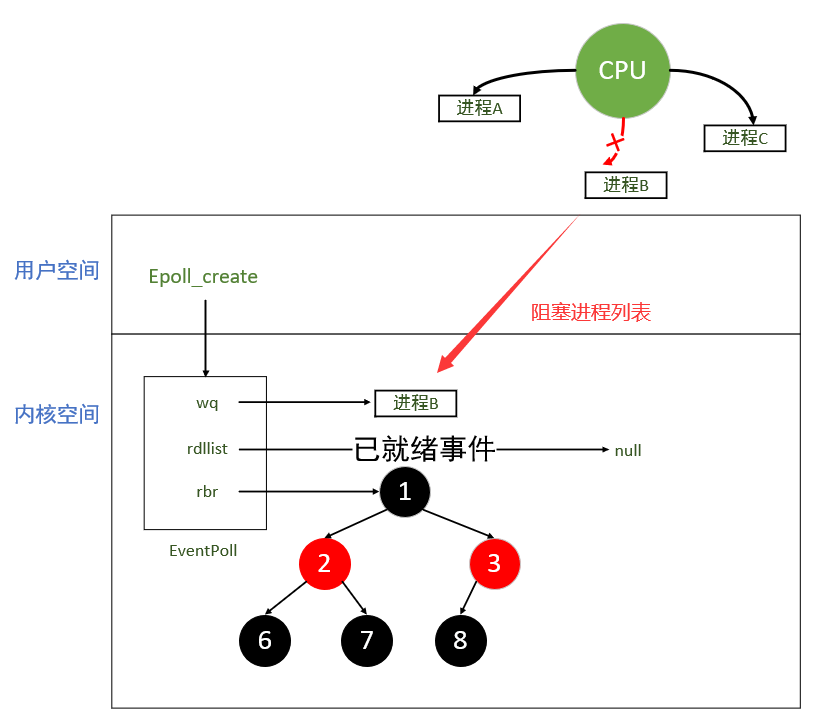 CPU
进程A
进程C
进程B
用户空间
Epoll_create
阻塞进程列表
内核空间
wq
进程B
rdllist
已就绪事件
null
rbr
1
EventPoll
2
3
6
7
8